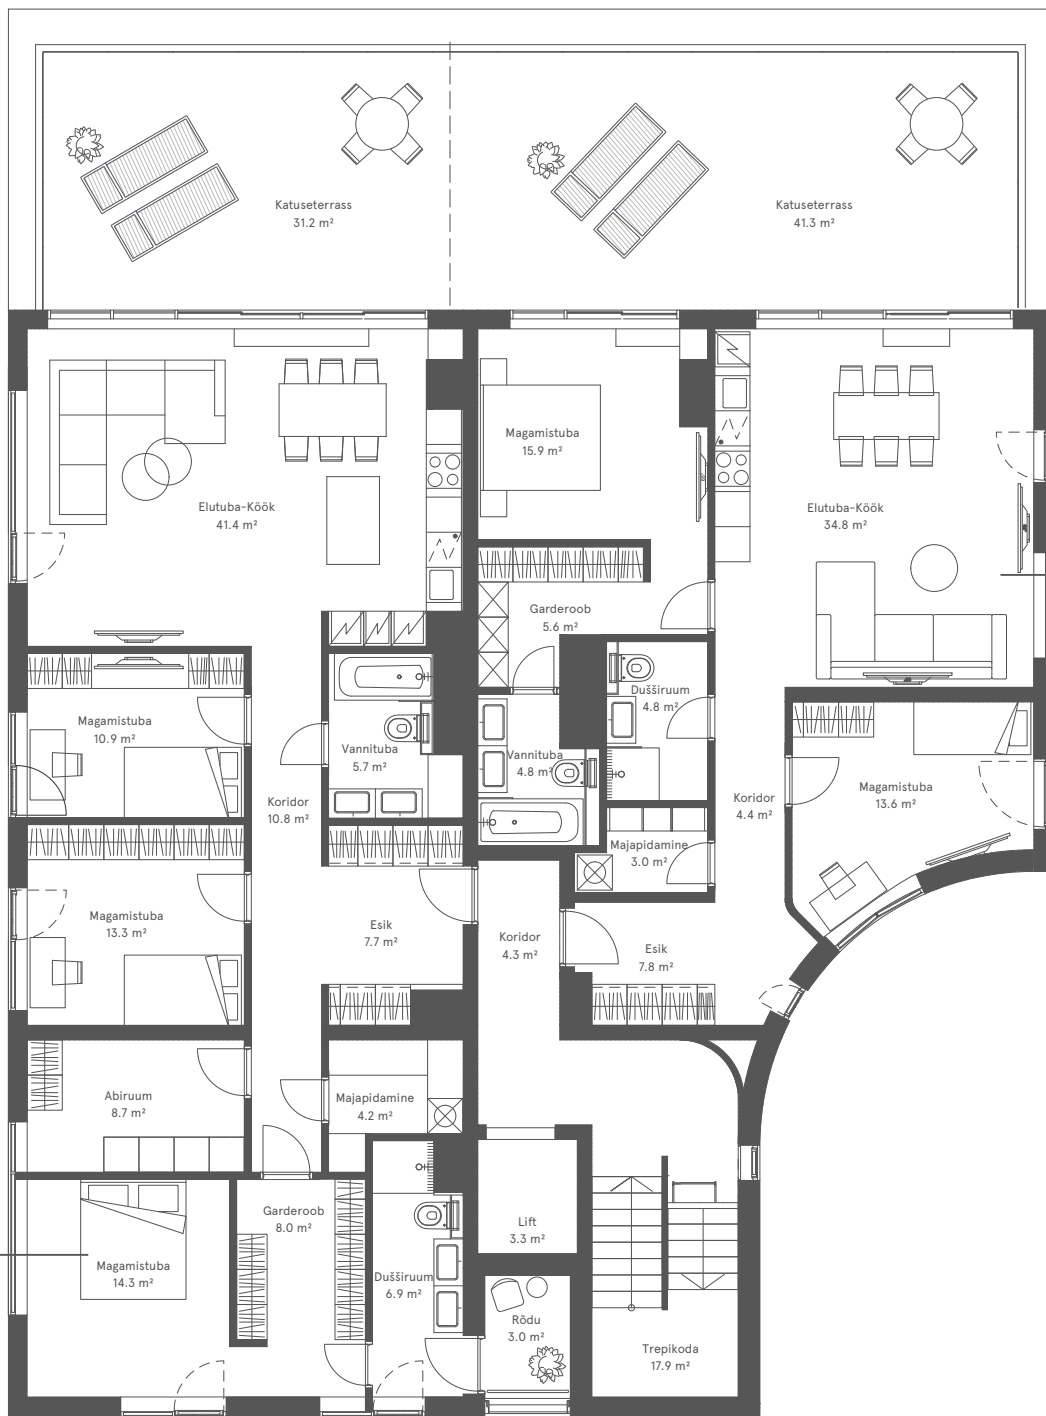 Katuseterrass
31.2 m²
Katuseterrass
41.3 m²
Magamistuba
15.9 m²
Elutuba-Köök
41.4 m²
Elutuba-Köök
34.8 m²
Garderoob
5.6 m²
Dušširuum
4.8 m²
Magamistuba
10.9 m²
Vannituba
5.7 m²
Vannituba
4.8 m²
Koridor
10.8 m²
Koridor
4.4 m²
Magamistuba
13.6 m²
Majapidamine
3.0 m²
Magamistuba
13.3 m²
Esik
7.7 m²
Koridor
4.3 m²
Esik
7.8 m²
Abiruum
8.7 m²
Majapidamine
4.2 m²
Garderoob
8.0 m²
Lift
3.3 m²
Magamistuba
14.3 m²
Dušširuum
6.9 m²
Rõdu
3.0 m²
Trepikoda
17.9 m²